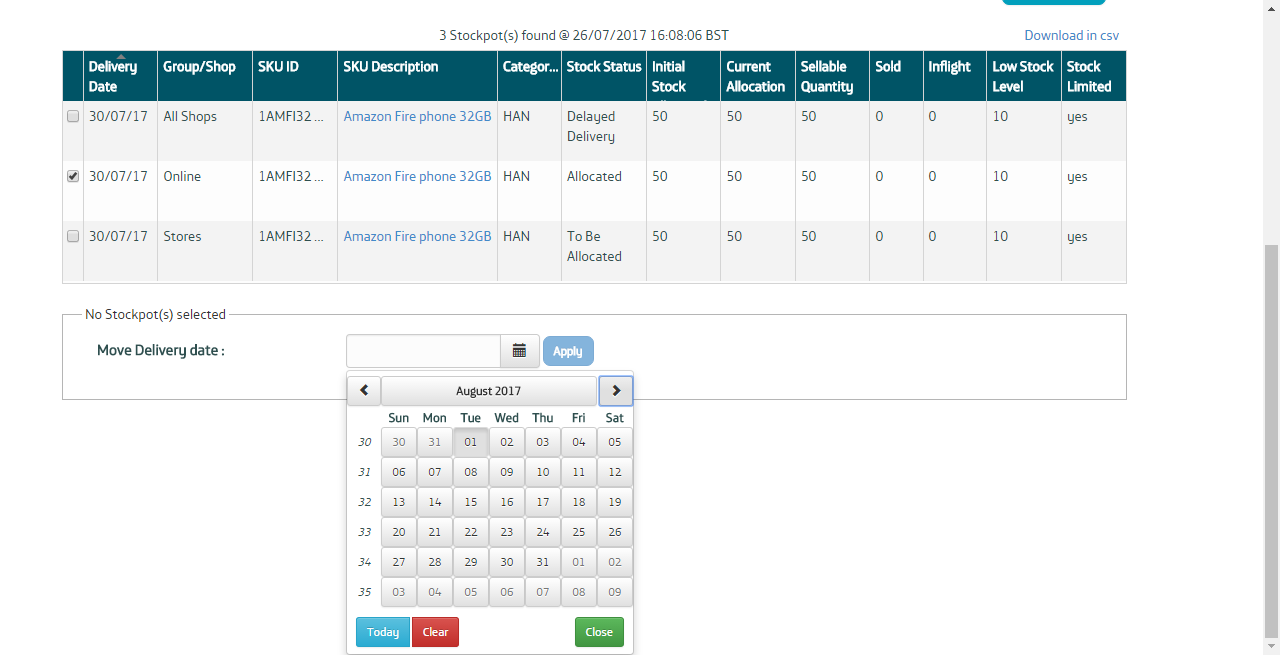 3 Stockpot(s) found @ 26/07/2017 16:08:06 BST Download in csv
Delivery Date Group/Shop SKU ID SKU Description Categor... Stock Status Initial Stock Current Allocation Sellable Quantity Sold Inflight Low Stock Level Stock Limited
30/07/17 All Shops 1AMFI32 ... Amazon Fire phone 32GB HAN Delayed Delivery 50 50 50 0 0 10 yes
30/07/17 Online 1AMFI32 ... Amazon Fire phone 32GB HAN Allocated 50 50 50 0 0 10 yes
30/07/17 Stores 1AMFI32 ... Amazon Fire phone 32GB HAN To Be Allocated 50 50 50 0 0 10 yes
No Stockpot(s) selected
Move Delivery date : Apply
August 2017
Sun Mon Tue Wed Thu Fri Sat
30 30 31 01 02 03 04 05
31 06 07 08 09 10 11 12
32 13 14 15 16 17 18 19
33 20 21 22 23 24 25 26
34 27 28 29 30 31 01 02
35 03 04 05 06 07 08 09
Today Clear Close